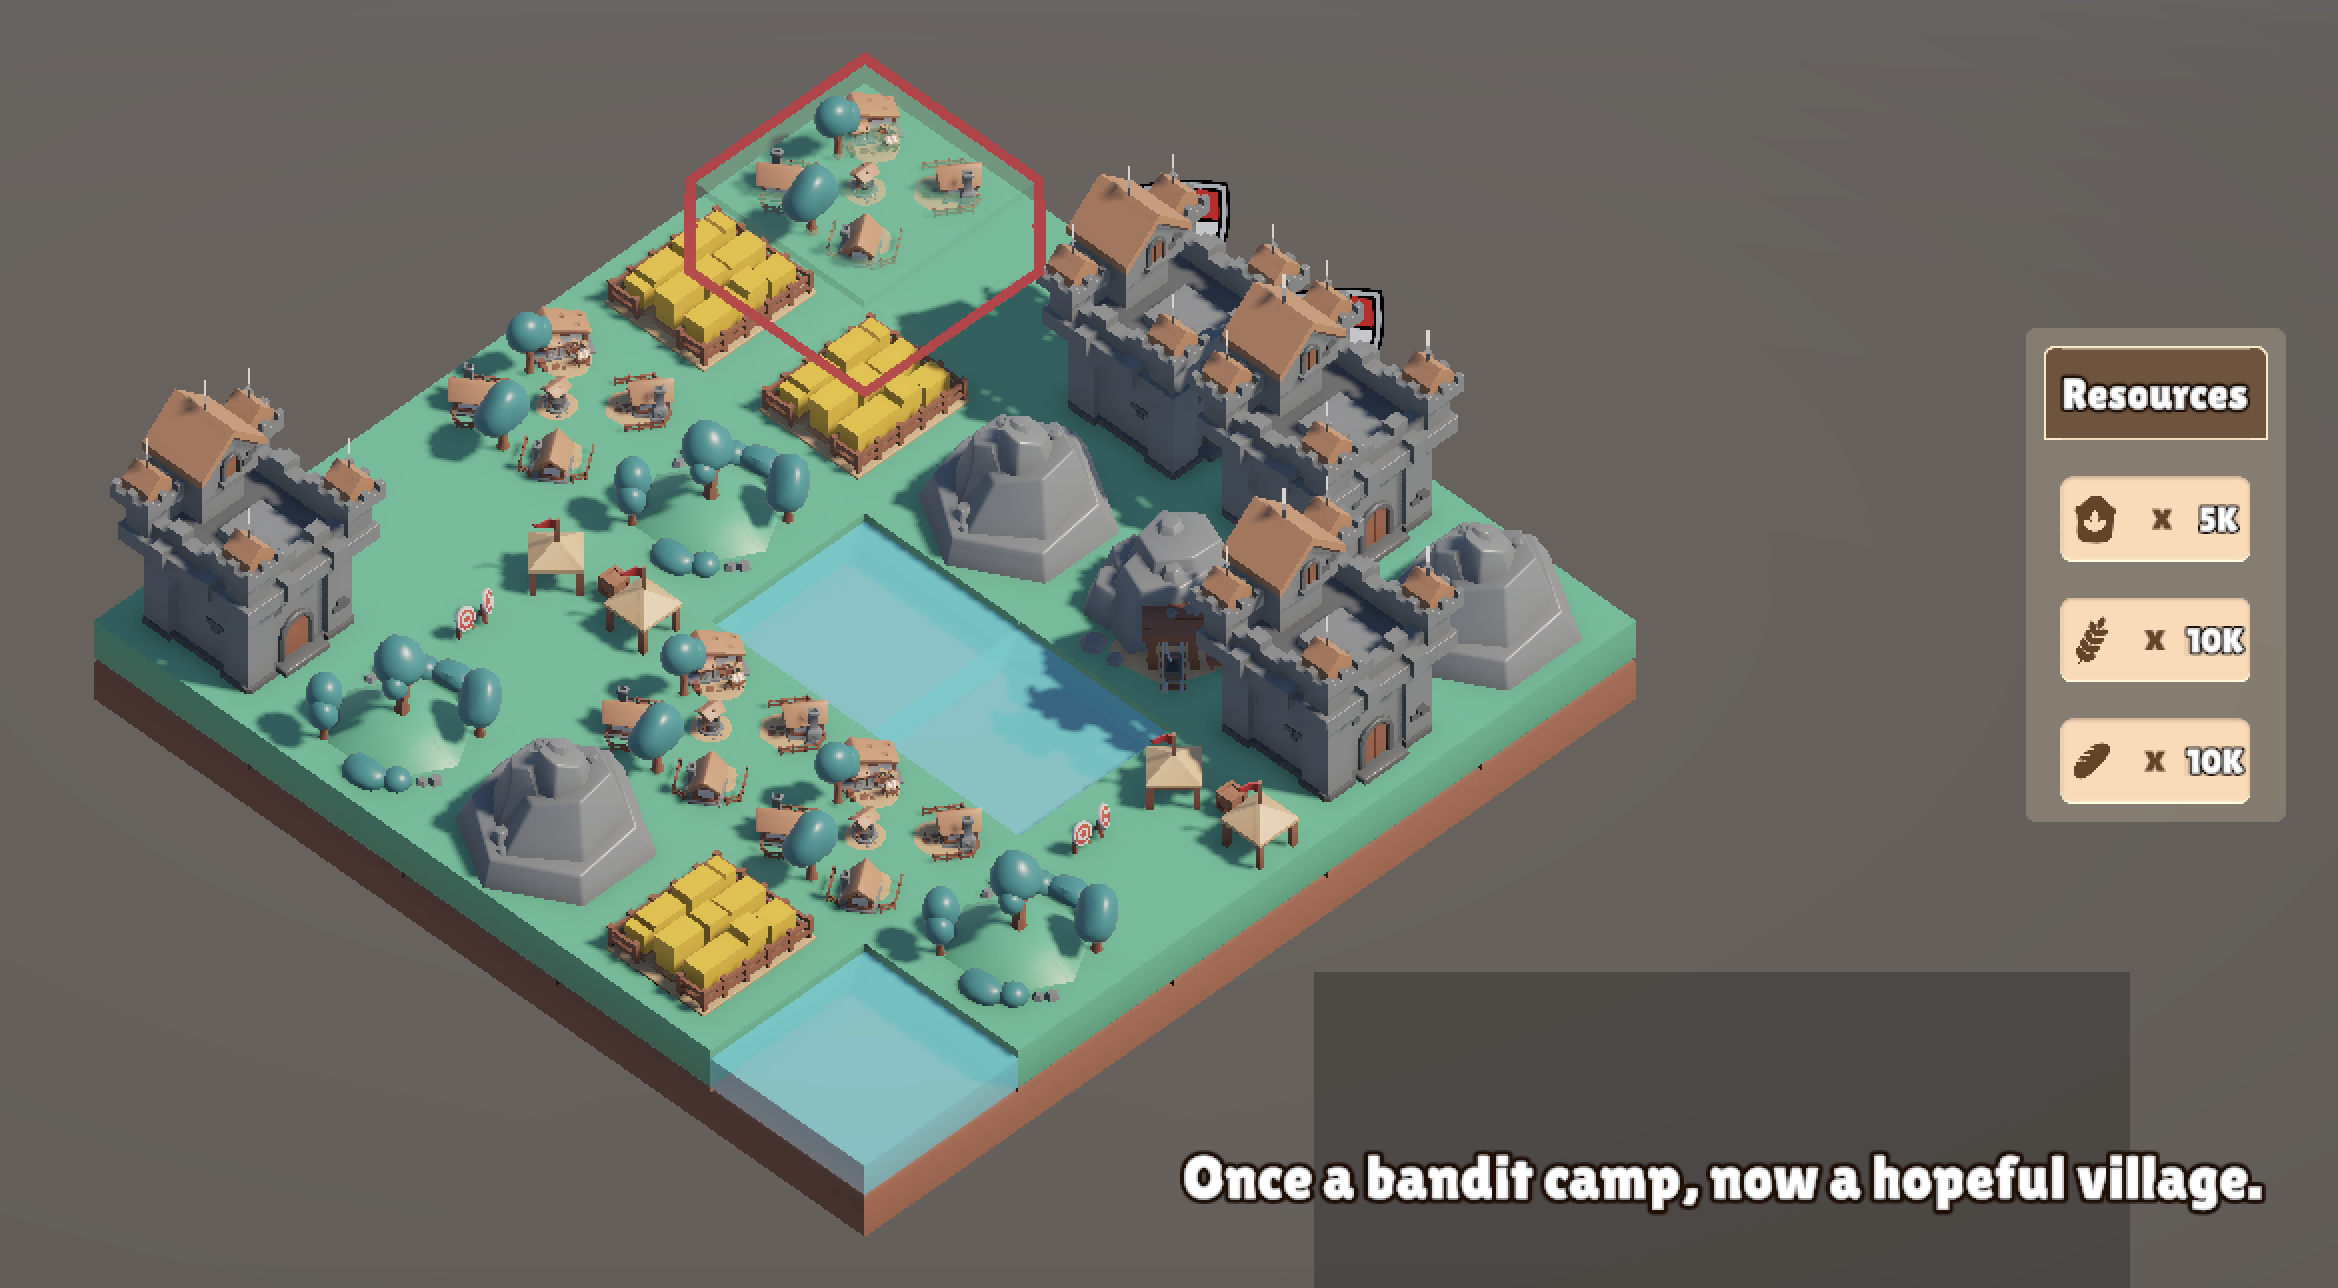 Resources
x 5K
x 10K
x 10K
Once a bandit camp, now a hopeful village.